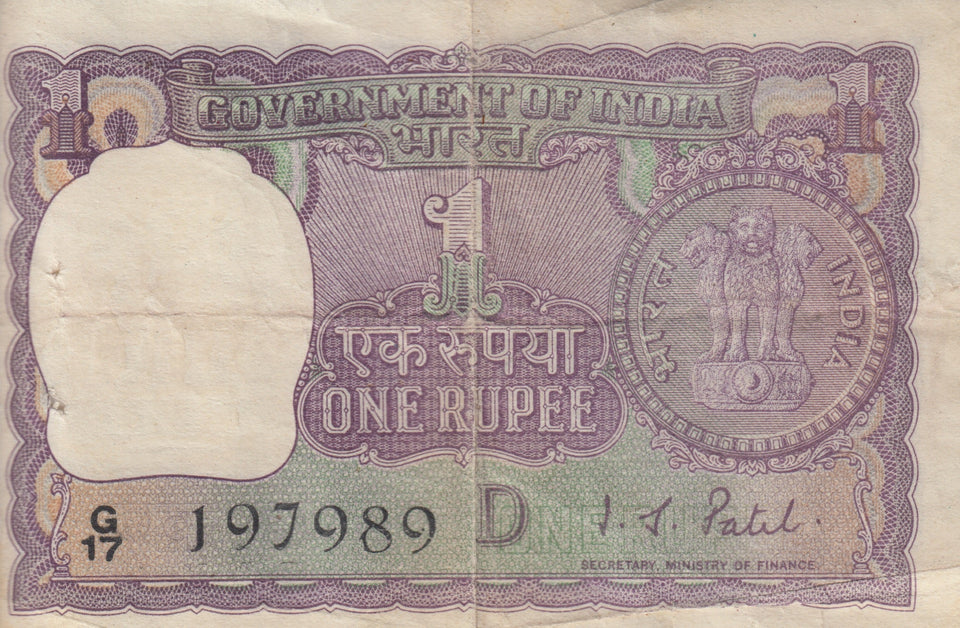 1 1
GOVERNMENT OF INDIA
भारत
1
भारत INDIA
एक रुपया
ONE RUPEE
G
17 197989 D I. G. Patel.
SECRETARY, MINISTRY OF FINANCE.